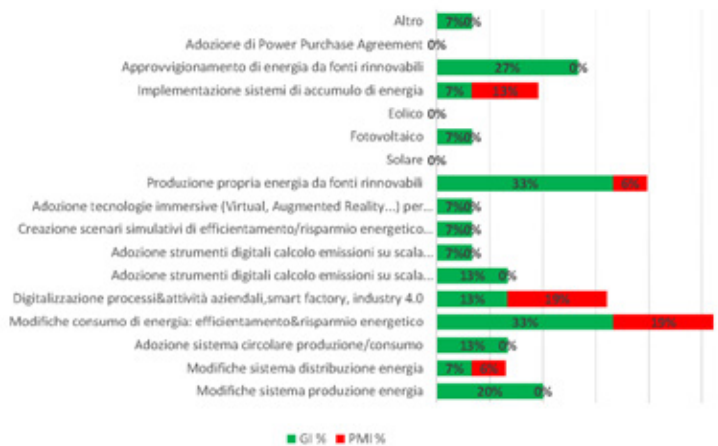 Altro 7% 0%
Adozione di Power Purchase Agreement 0%
Approvvigionamento di energia da fonti rinnovabili 27% 0%
Implementazione sistemi di accumulo di energia 7% 13%
Eolico 0%
Fotovoltaico 7% 0%
Solare 0%
Produzione propria energia da fonti rinnovabili 33% 6%
Adozione tecnologie immersive (Virtual, Augmented Reality...) per... 7% 0%
Creazione scenari simulativi di efficientamento/risparmio energetico... 7% 0%
Adozione strumenti digitali calcolo emissioni su scala... 7% 0%
Adozione strumenti digitali calcolo emissioni su scala... 13% 0%
Digitalizzazione processi&attività aziendali,smart factory, industry 4.0 13% 19%
Modifiche consumo di energia: efficientamento&risparmio energetico 33% 19%
Adozione sistema circolare produzione/consumo 13% 0%
Modifiche sistema distribuzione energia 7% 6%
Modifiche sistema produzione energia 20% 0%
GI % PMI %